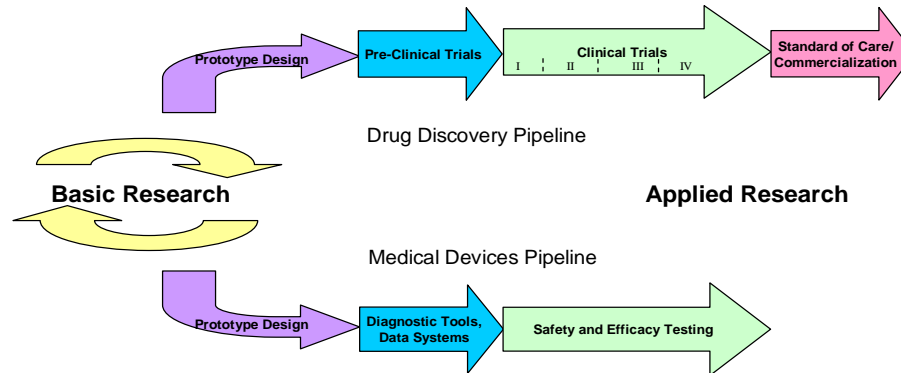 Prototype Design
Pre-Clinical Trials
Clinical Trials
I II III IV
Standard of Care/
Commercialization
Drug Discovery Pipeline
Basic Research
Applied Research
Medical Devices Pipeline
Prototype Design
Diagnostic Tools,
Data Systems
Safety and Efficacy Testing